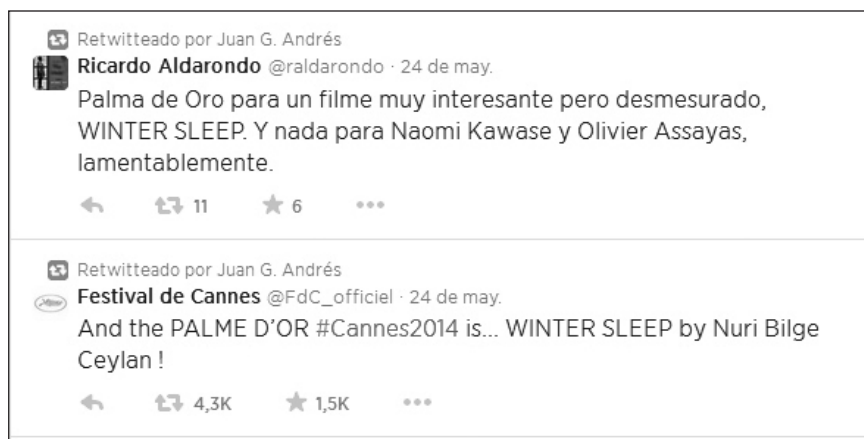 Retwitteado por Juan G. Andrés
Ricardo Aldarondo @raldarondo · 24 de may.
Palma de Oro para un filme muy interesante pero desmesurado,
WINTER SLEEP. Y nada para Naomi Kawase y Olivier Assayas,
lamentablemente.
11 6
Retwitteado por Juan G. Andrés
Festival de Cannes @FdC_officiel · 24 de may.
And the PALME D'OR #Cannes2014 is... WINTER SLEEP by Nuri Bilge
Ceylan !
4,3K 1,5K